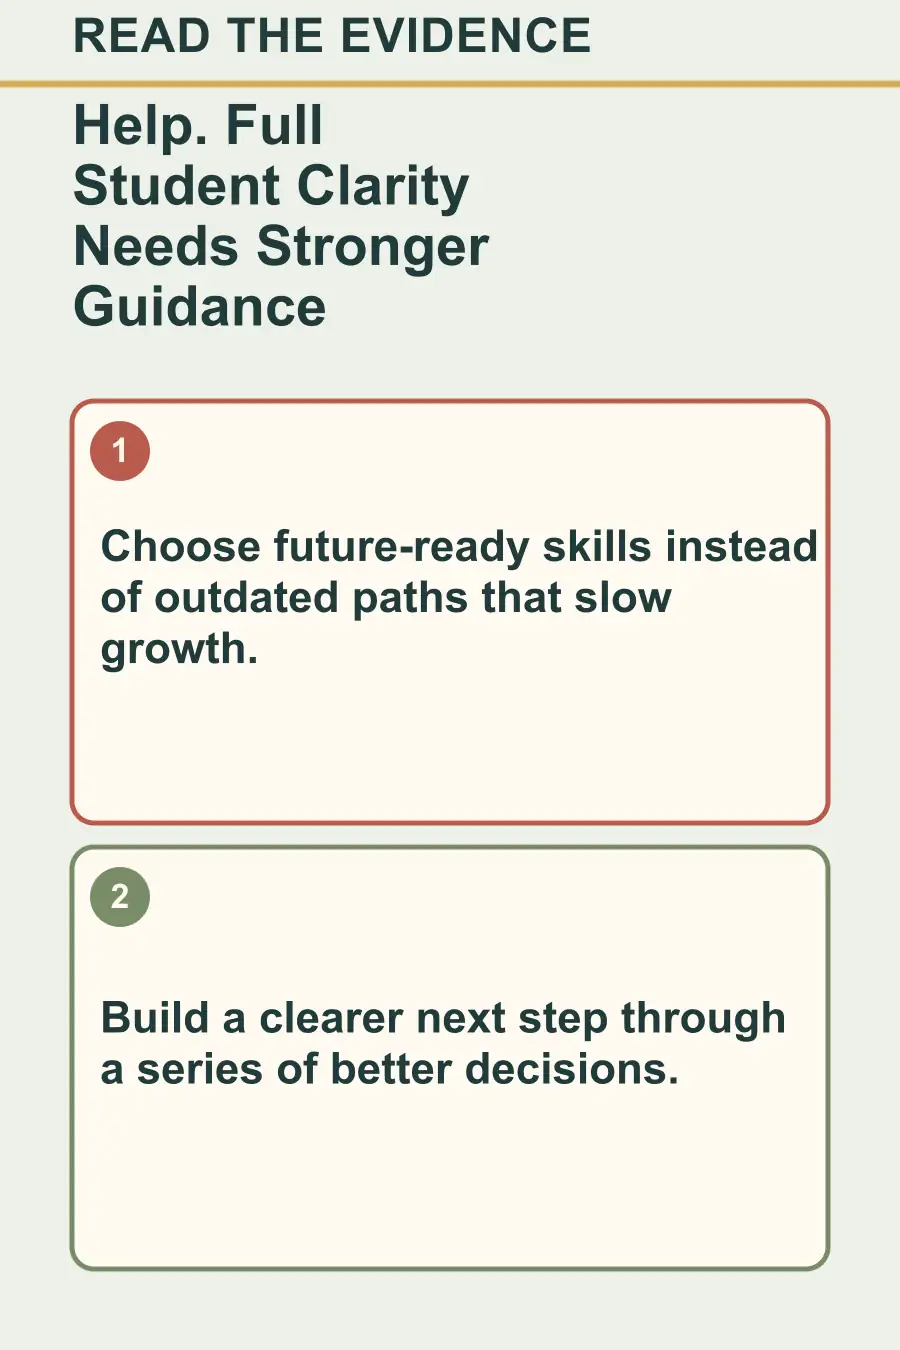 READ THE EVIDENCE
Help. Full
Student Clarity
Needs Stronger
Guidance
1
Choose future-ready skills instead
of outdated paths that slow
growth.
2
Build a clearer next step through
a series of better decisions.